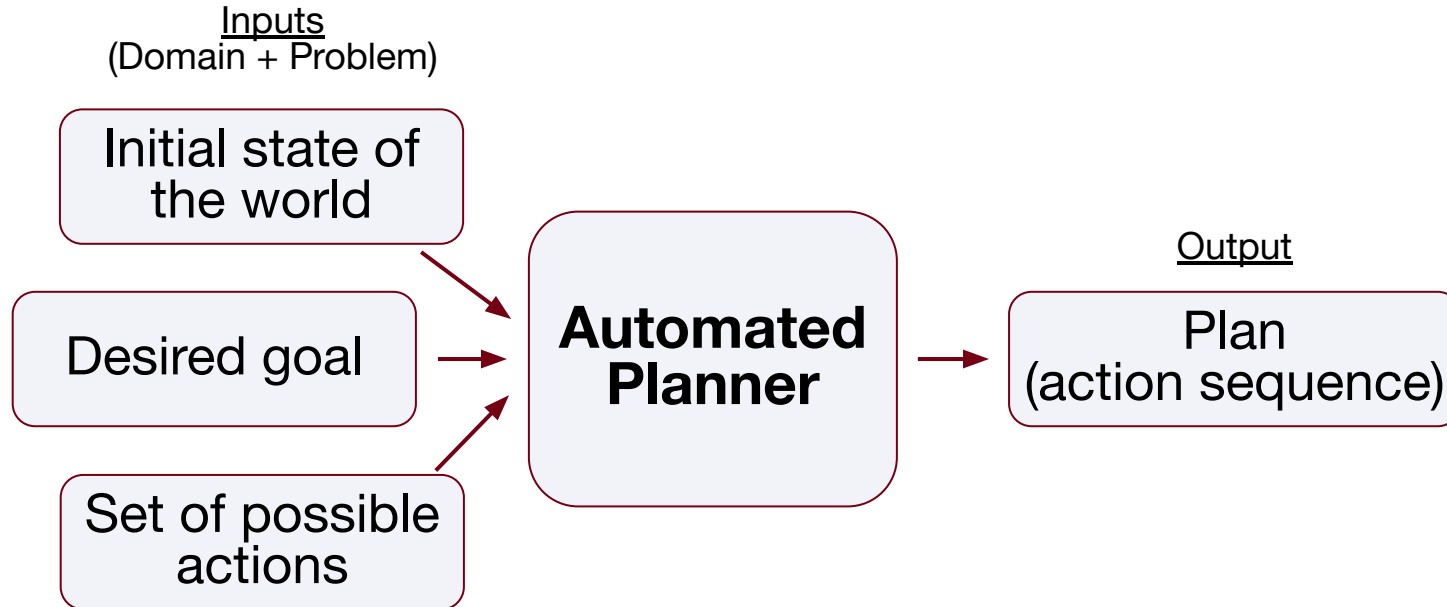 Inputs
(Domain + Problem)
Initial state of
the world
Desired goal
Set of possible
actions
Automated
Planner
Output
Plan
(action sequence)